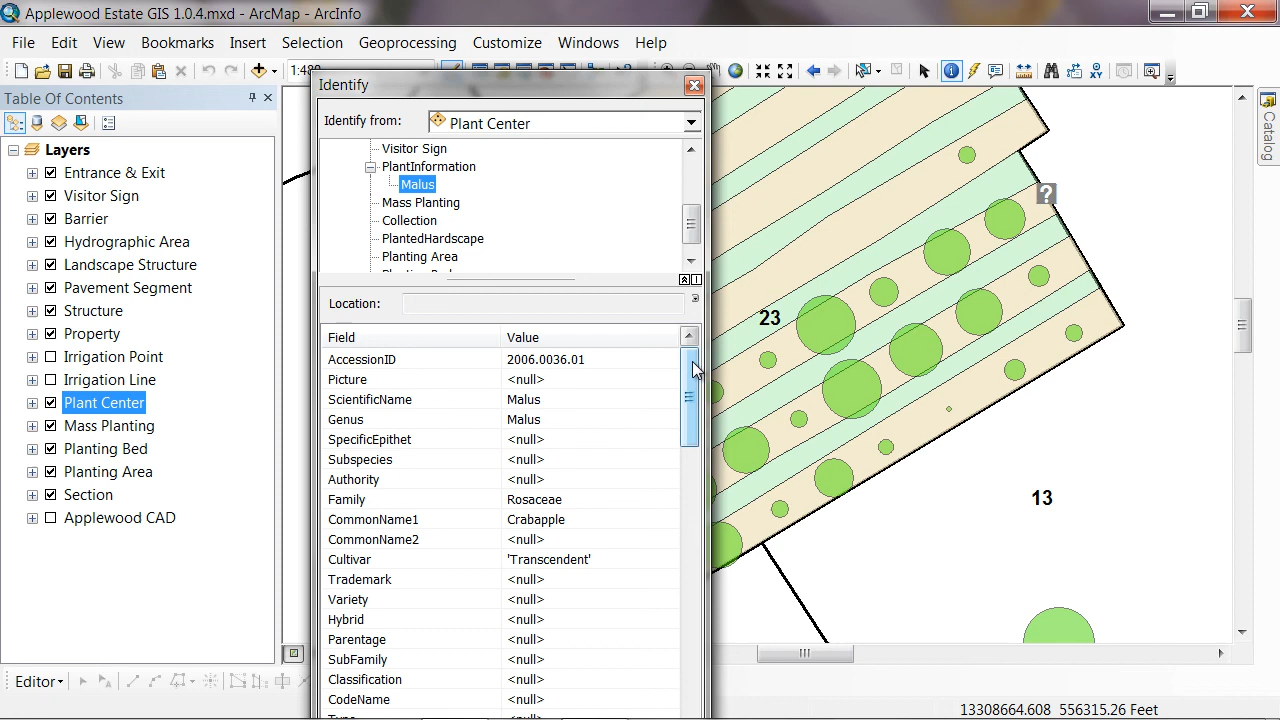 Applewood Estate GIS 1.0.4.mxd - ArcMap - ArcInfo
File Edit View Bookmarks Insert Selection Geoprocessing Customize Windows Help
Table Of Contents
Layers
Entrance & Exit
Visitor Sign
Barrier
Hydrographic Area
Landscape Structure
Pavement Segment
Structure
Property
Irrigation Point
Irrigation Line
Plant Center
Mass Planting
Planting Bed
Planting Area
Section
Applewood CAD
Editor
Identify
Identify from: Plant Center
Visitor Sign
PlantInformation
Malus
Mass Planting
Collection
PlantedHardscape
Planting Area
Location:
Field Value
AccessionID 2006.0036.01
Picture <null>
ScientificName Malus
Genus Malus
SpecificEpithet <null>
Subspecies <null>
Authority <null>
Family Rosaceae
CommonName1 Crabapple
CommonName2 <null>
Cultivar 'Transcendent'
Trademark <null>
Variety <null>
Hybrid <null>
Parentage <null>
SubFamily <null>
Classification <null>
CodeName <null>
?
23
13
Catalog
13308664.608 556315.26 Feet